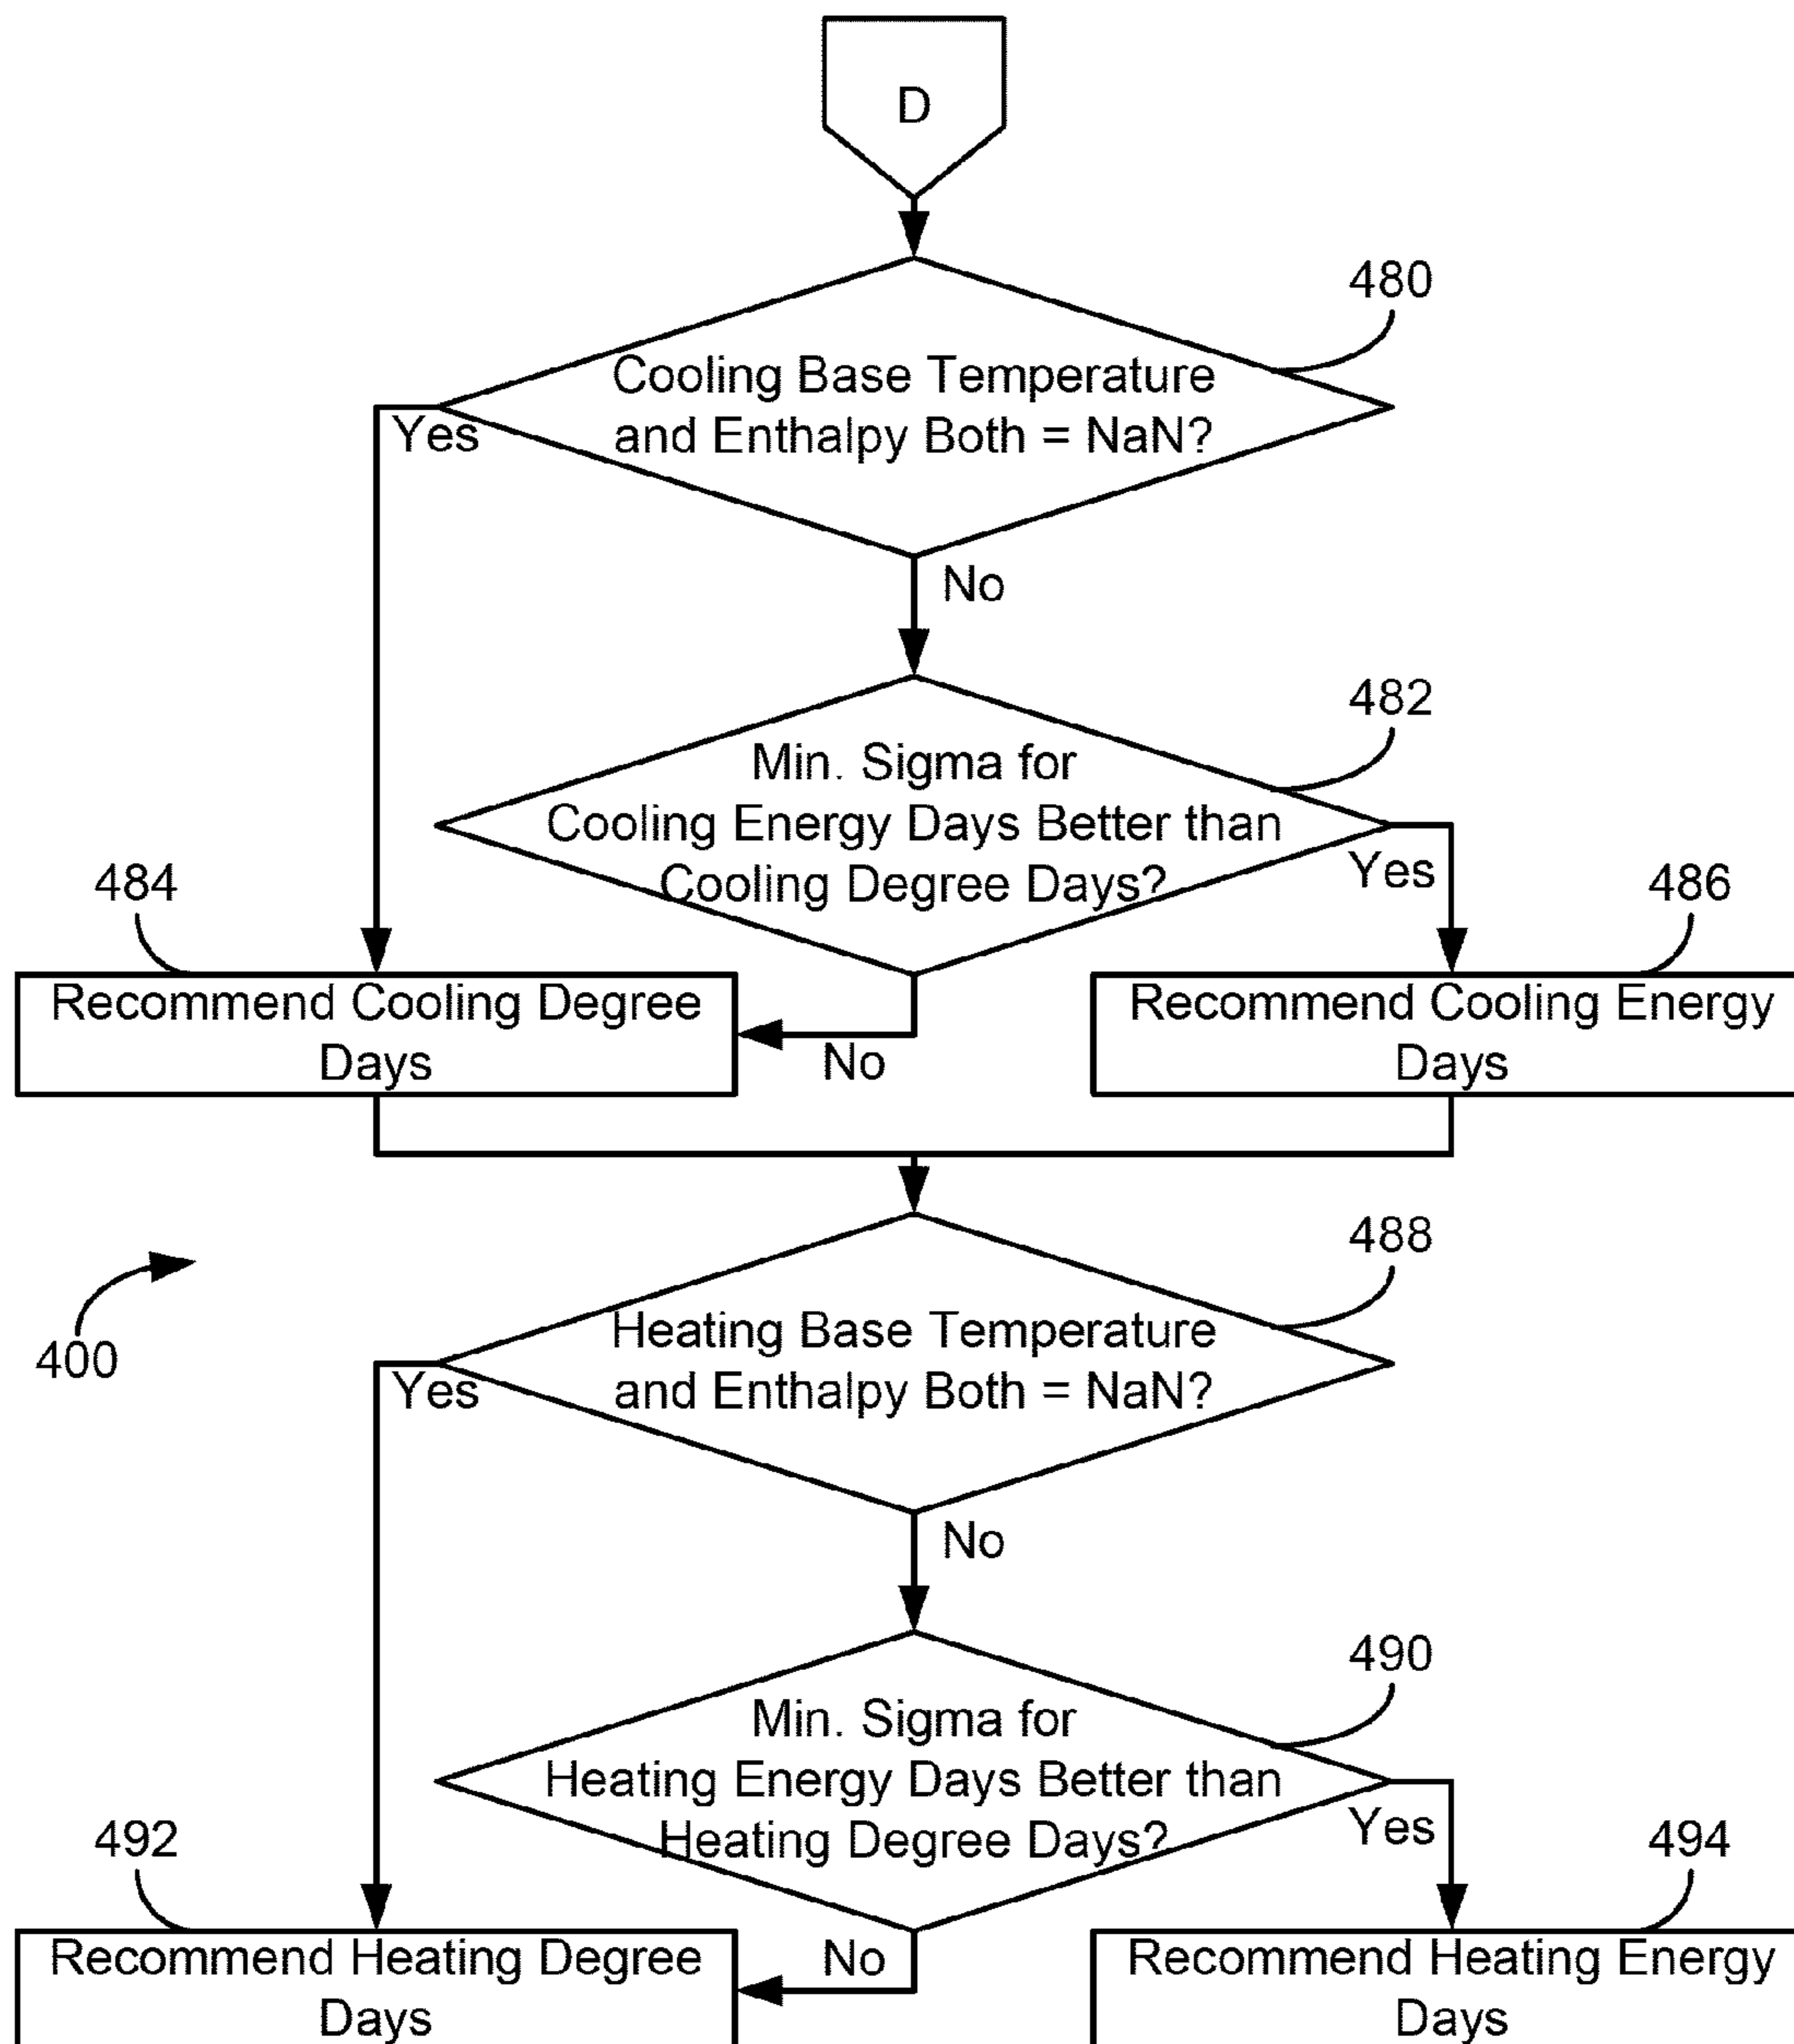 D
480
Cooling Base Temperature
and Enthalpy Both = NaN?
Yes
No
482
Min. Sigma for
Cooling Energy Days Better than
Cooling Degree Days?
Yes
484
486
Recommend Cooling Degree
Days
No
Recommend Cooling Energy
Days
488
400
Heating Base Temperature
and Enthalpy Both = NaN?
Yes
No
490
Min. Sigma for
Heating Energy Days Better than
Heating Degree Days?
Yes
492
494
Recommend Heating Degree
Days
No
Recommend Heating Energy
Days